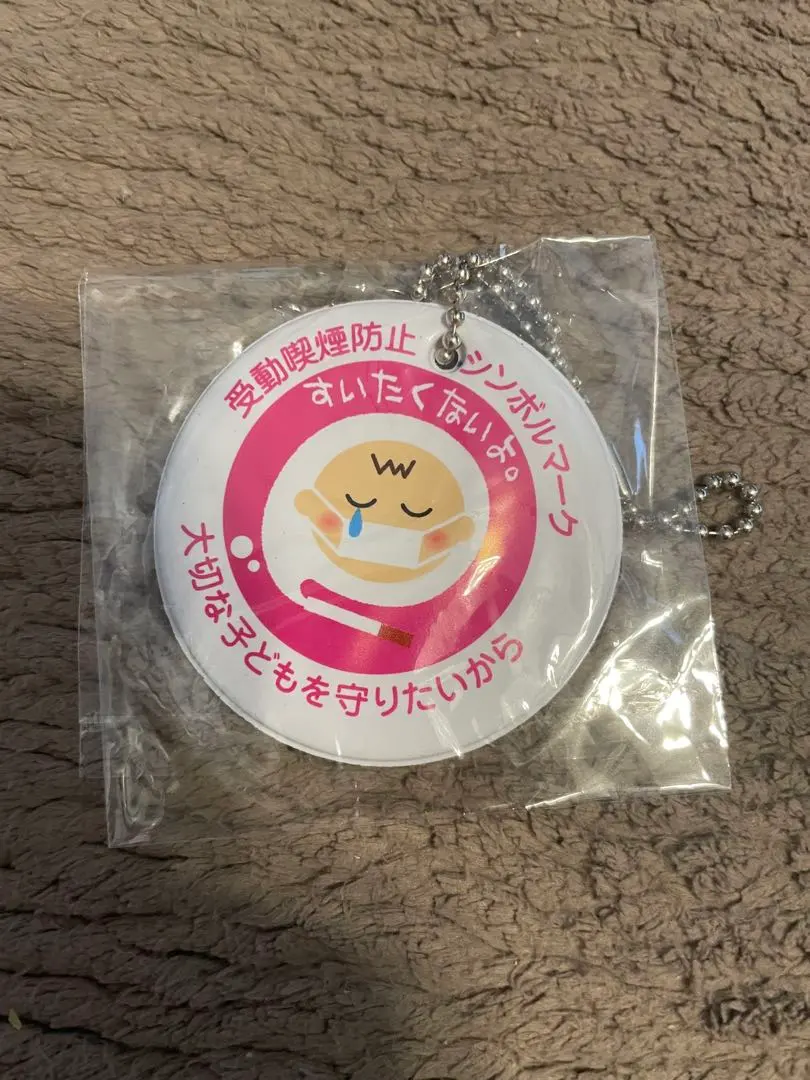 受動喫煙防止 シンボルマーク
すいたくないよ。
大切な子どもを守りたいから